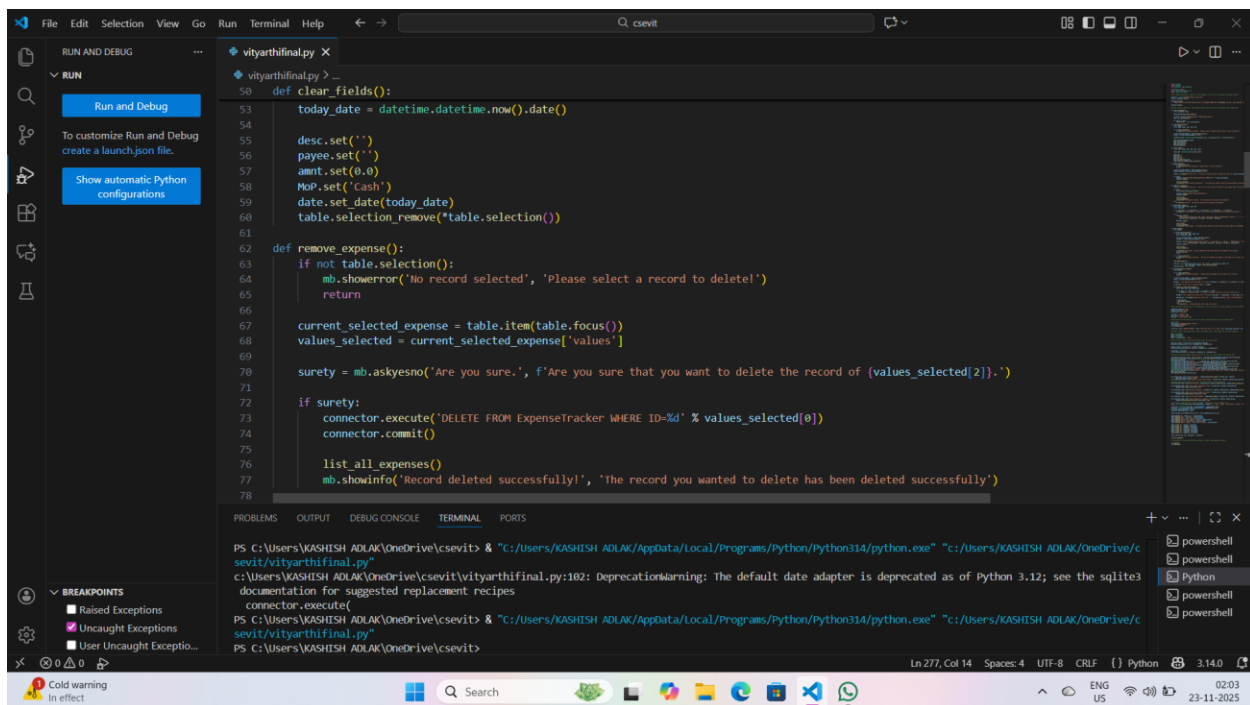 File Edit Selection View Go Run Terminal Help
csevit
RUN AND DEBUG
RUN
Run and Debug
To customize Run and Debug
create a launch.json file.
Show automatic Python
configurations
BREAKPOINTS
Raised Exceptions
Uncaught Exceptions
User Uncaught Exceptio...
vityarthifinal.py
vityarthifinal.py > ...
50 def clear_fields():
53 today_date = datetime.datetime.now().date()
54
55 desc.set('')
56 payee.set('')
57 amnt.set(0.0)
58 MoP.set('Cash')
59 date.set_date(today_date)
60 table.selection_remove(*table.selection())
61
62 def remove_expense():
63 if not table.selection():
64 mb.showerror('No record selected', 'Please select a record to delete!')
65 return
66
67 current_selected_expense = table.item(table.focus())
68 values_selected = current_selected_expense['values']
69
70 surety = mb.askyesno('Are you sure.', f'Are you sure that you want to delete the record of {values_selected[2]}.')
71
72 if surety:
73 connector.execute('DELETE FROM ExpenseTracker WHERE ID=%d' % values_selected[0])
74 connector.commit()
75
76 list_all_expenses()
77 mb.showinfo('Record deleted successfully!', 'The record you wanted to delete has been deleted successfully')
78
PROBLEMS OUTPUT DEBUG CONSOLE TERMINAL PORTS
PS C:\Users\KASHISH ADLAK\OneDrive\csevit> & "C:/Users/KASHISH ADLAK/AppData/Local/Programs/Python/Python314/python.exe" "c:/Users/KASHISH ADLAK/OneDrive/c
sevit/vityarthifinal.py"
c:\Users\KASHISH ADLAK\OneDrive\csevit\vityarthifinal.py:102: DeprecationWarning: The default date adapter is deprecated as of Python 3.12; see the sqlite3
documentation for suggested replacement recipes
connector.execute(
PS C:\Users\KASHISH ADLAK\OneDrive\csevit> & "C:/Users/KASHISH ADLAK/AppData/Local/Programs/Python/Python314/python.exe" "c:/Users/KASHISH ADLAK/OneDrive/c
sevit/vityarthifinal.py"
PS C:\Users\KASHISH ADLAK\OneDrive\csevit>
powershell
powershell
Python
powershell
powershell
0 0 Ln 277, Col 14 Spaces: 4 UTF-8 CRLF {} Python 3.14.0
1
Cold warning
In effect
Search
ENG
US
02:03
23-11-2025